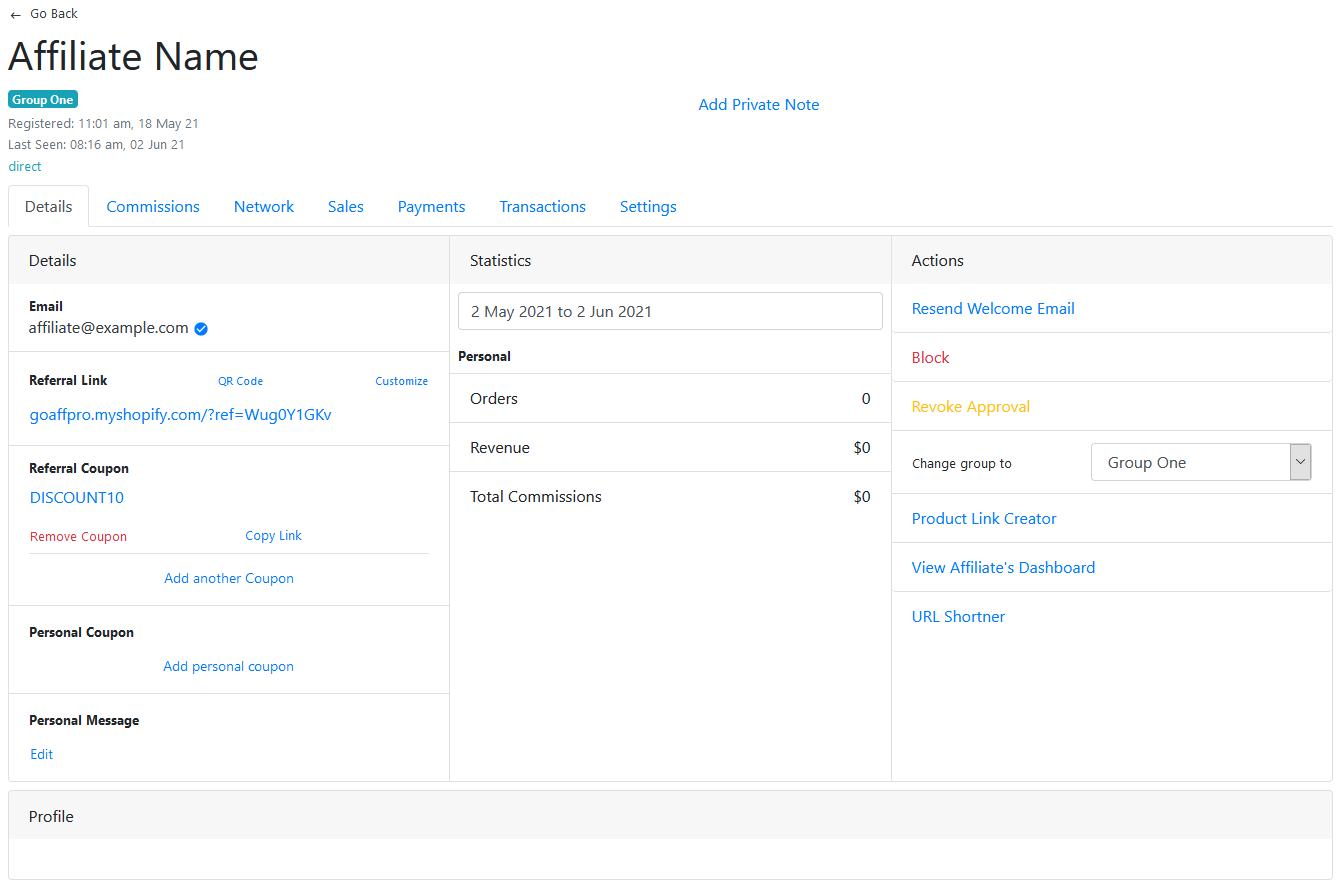 ← Go Back
Affiliate Name
Group One
Add Private Note
Registered: 11:01 am, 18 May 21
Last Seen: 08:16 am, 02 Jun 21
direct
Details Commissions Network Sales Payments Transactions Settings
Details
Email
affiliate@example.com
Referral Link QR Code Customize
goaffpro.myshopify.com/?ref=Wug0Y1GKv
Referral Coupon
DISCOUNT10
Remove Coupon Copy Link
Add another Coupon
Personal Coupon
Add personal coupon
Personal Message
Edit
Statistics
2 May 2021 to 2 Jun 2021
Personal
Orders 0
Revenue $0
Total Commissions $0
Actions
Resend Welcome Email
Block
Revoke Approval
Change group to Group One
Product Link Creator
View Affiliate's Dashboard
URL Shortner
Profile